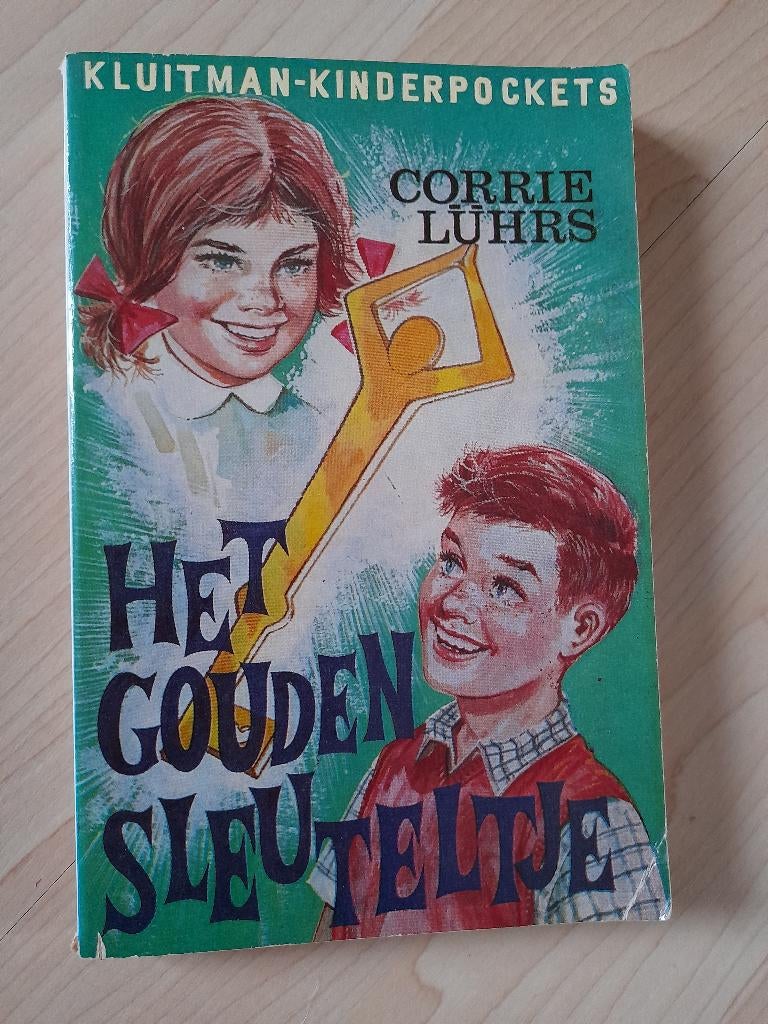 KLUITMAN-KINDERPOCKETS
CORRIE
LÜHRS
HET
GOUDEN
SLEUTELTJE